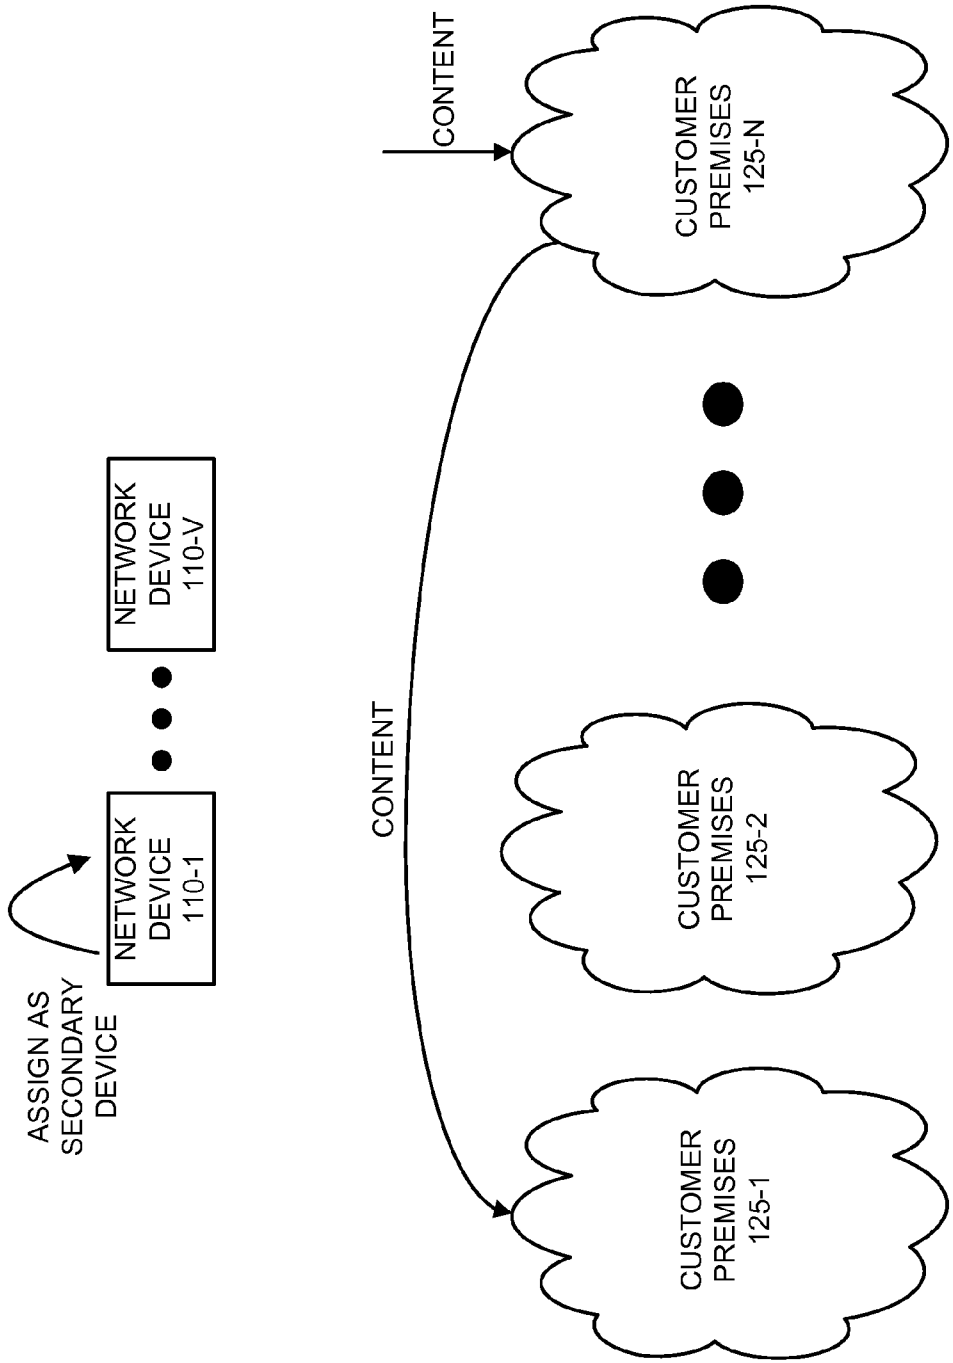 ASSIGN AS
SECONDARY
DEVICE
NETWORK
DEVICE
110-1
NETWORK
DEVICE
110-V
CONTENT
CONTENT
CUSTOMER
PREMISES
125-1
CUSTOMER
PREMISES
125-2
CUSTOMER
PREMISES
125-N